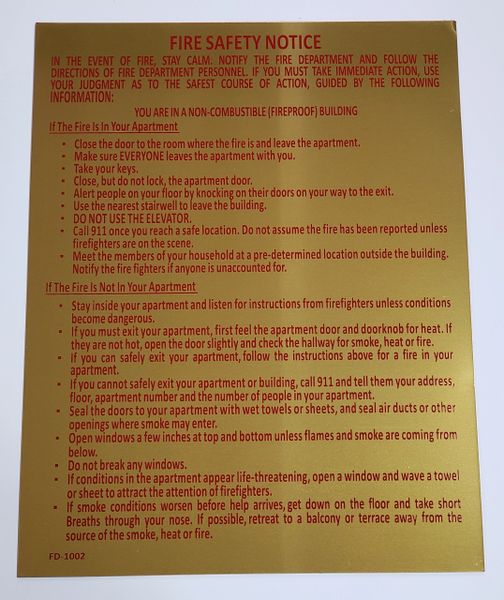 FIRE SAFETY NOTICE
IN THE EVENT OF FIRE, STAY CALM. NOTIFY THE FIRE DEPARTMENT AND FOLLOW THE
DIRECTIONS OF FIRE DEPARTMENT PERSONNEL. IF YOU MUST TAKE IMMEDIATE ACTION, USE
YOUR JUDGMENT AS TO THE SAFEST COURSE OF ACTION, GUIDED BY THE FOLLOWING
INFORMATION:
YOU ARE IN A NON-COMBUSTIBLE (FIREPROOF) BUILDING
If The Fire Is In Your Apartment
• Close the door to the room where the fire is and leave the apartment.
• Make sure EVERYONE leaves the apartment with you.
• Take your keys.
• Close, but do not lock, the apartment door.
• Alert people on your floor by knocking on their doors on your way to the exit.
• Use the nearest stairwell to leave the building.
• DO NOT USE THE ELEVATOR.
• Call 911 once you reach a safe location. Do not assume the fire has been reported unless
firefighters are on the scene.
• Meet the members of your household at a pre-determined location outside the building.
Notify the fire fighters if anyone is unaccounted for.
If The Fire Is Not In Your Apartment
• Stay inside your apartment and listen for instructions from firefighters unless conditions
become dangerous.
• If you must exit your apartment, first feel the apartment door and doorknob for heat. If
they are not hot, open the door slightly and check the hallway for smoke, heat or fire.
• If you can safely exit your apartment, follow the instructions above for a fire in your
apartment.
• If you cannot safely exit your apartment or building, call 911 and tell them your address,
floor, apartment number and the number of people in your apartment.
• Seal the doors to your apartment with wet towels or sheets, and seal air ducts or other
openings where smoke may enter.
• Open windows a few inches at top and bottom unless flames and smoke are coming from
below.
• Do not break any windows.
• If conditions in the apartment appear life-threatening, open a window and wave a towel
or sheet to attract the attention of firefighters.
• If smoke conditions worsen before help arrives, get down on the floor and take short
Breaths through your nose. If possible, retreat to a balcony or terrace away from the
source of the smoke, heat or fire.
FD-1002